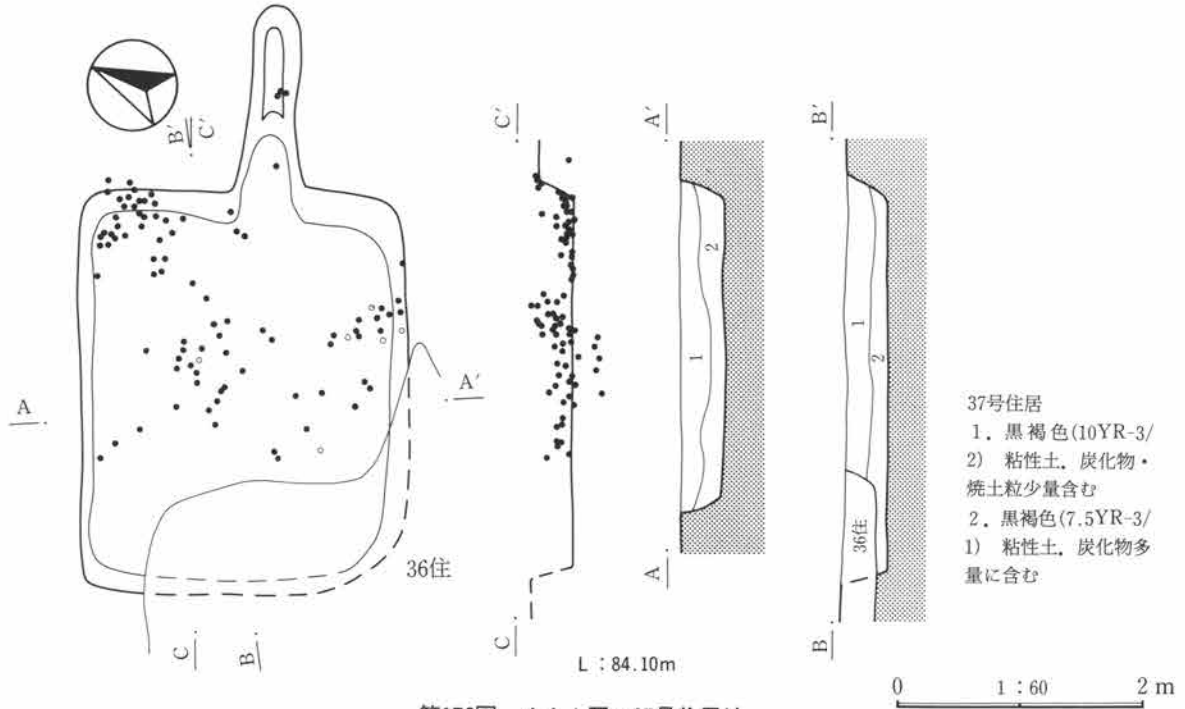 B'
C'
A
A'
36住
C
B
C'
C
L：84.10m
A'
2
1
A
B'
1
2
36住
B
37号住居
1．黒褐色(10YR-3/
2) 粘性土．炭化物・
焼土粒少量含む
2．黒褐色(7.5YR-3/
1) 粘性土．炭化物多
量に含む
0 1：60 2 m